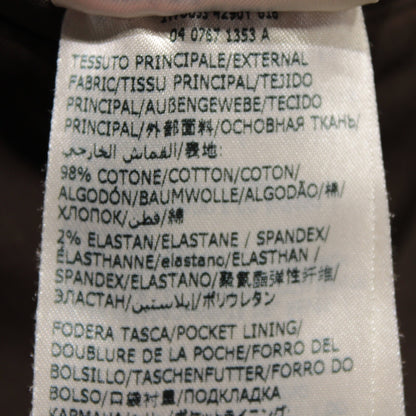 04 0767 1353 A
TESSUTO PRINCIPALE/EXTERNAL
FABRIC/TISSU PRINCIPAL/TEJIDO
PRINCIPAL/AUßENGEWEBE/TECIDO
PRINCIPAL/外部面料/ОСНОВНАЯ ТКАНЬ/
القماش الخارجي/表地:
98% COTONE/COTTON/COTON/
ALGODÓN/BAUMWOLLE/ALGODÃO/棉/
ХЛОПОК/قطن/綿
2% ELASTAN/ELASTANE / SPANDEX/
ÉLASTHANNE/elastano/ELASTHAN /
SPANDEX/ELASTANO/聚氨酯弹性纤维/
ЭЛАСТАН/إيلاستين/ポリウレタン
FODERA TASCA/POCKET LINING/
DOUBLURE DE LA POCHE/FORRO DEL
BOLSILLO/TASCHENFUTTER/FORRO DO
BOLSO/口袋衬里/ПОДКЛАДКА